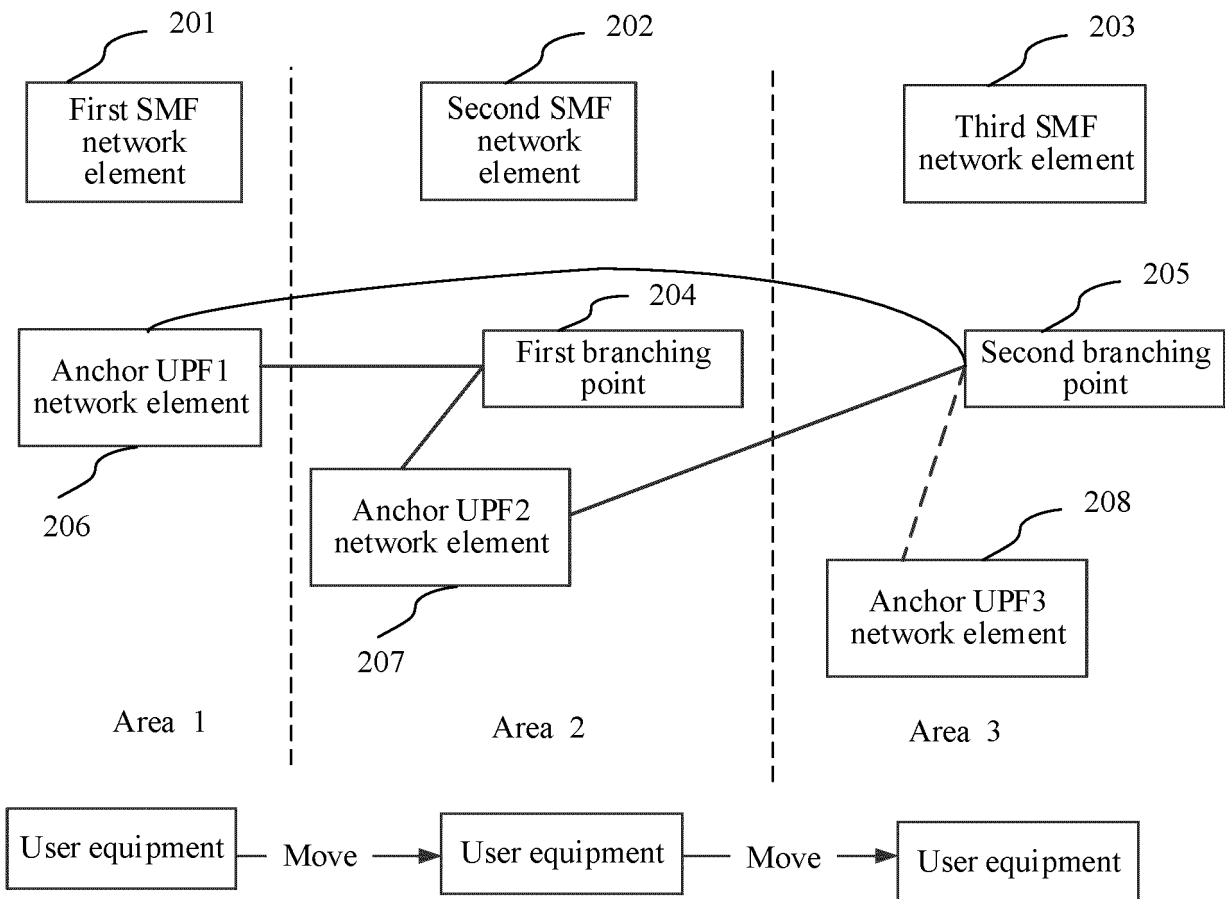 201
202
203
First SMF
network
element
Second SMF
network
element
Third SMF
network element
204
205
Anchor UPF1
network element
First branching
point
Second branching
point
206
Anchor UPF2
network element
208
207
Anchor UPF3
network element
Area 1
Area 2
Area 3
User equipment
Move
User equipment
Move
User equipment